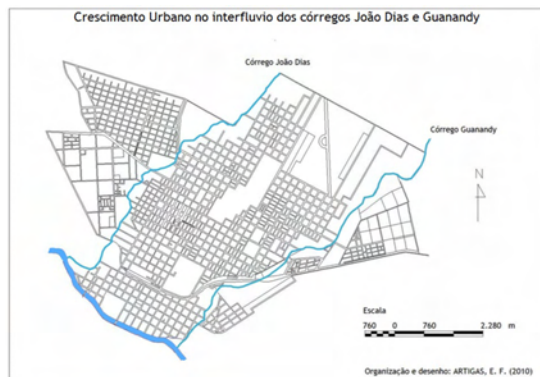 Crescimento Urbano no interfluvio dos córregos João Dias e Guanandy
Córrego João Dias
Córrego Guanandy
N
Escala
760 0 760 2.280 m
Organização e desenho: ARTIGAS, E. F. (2010)